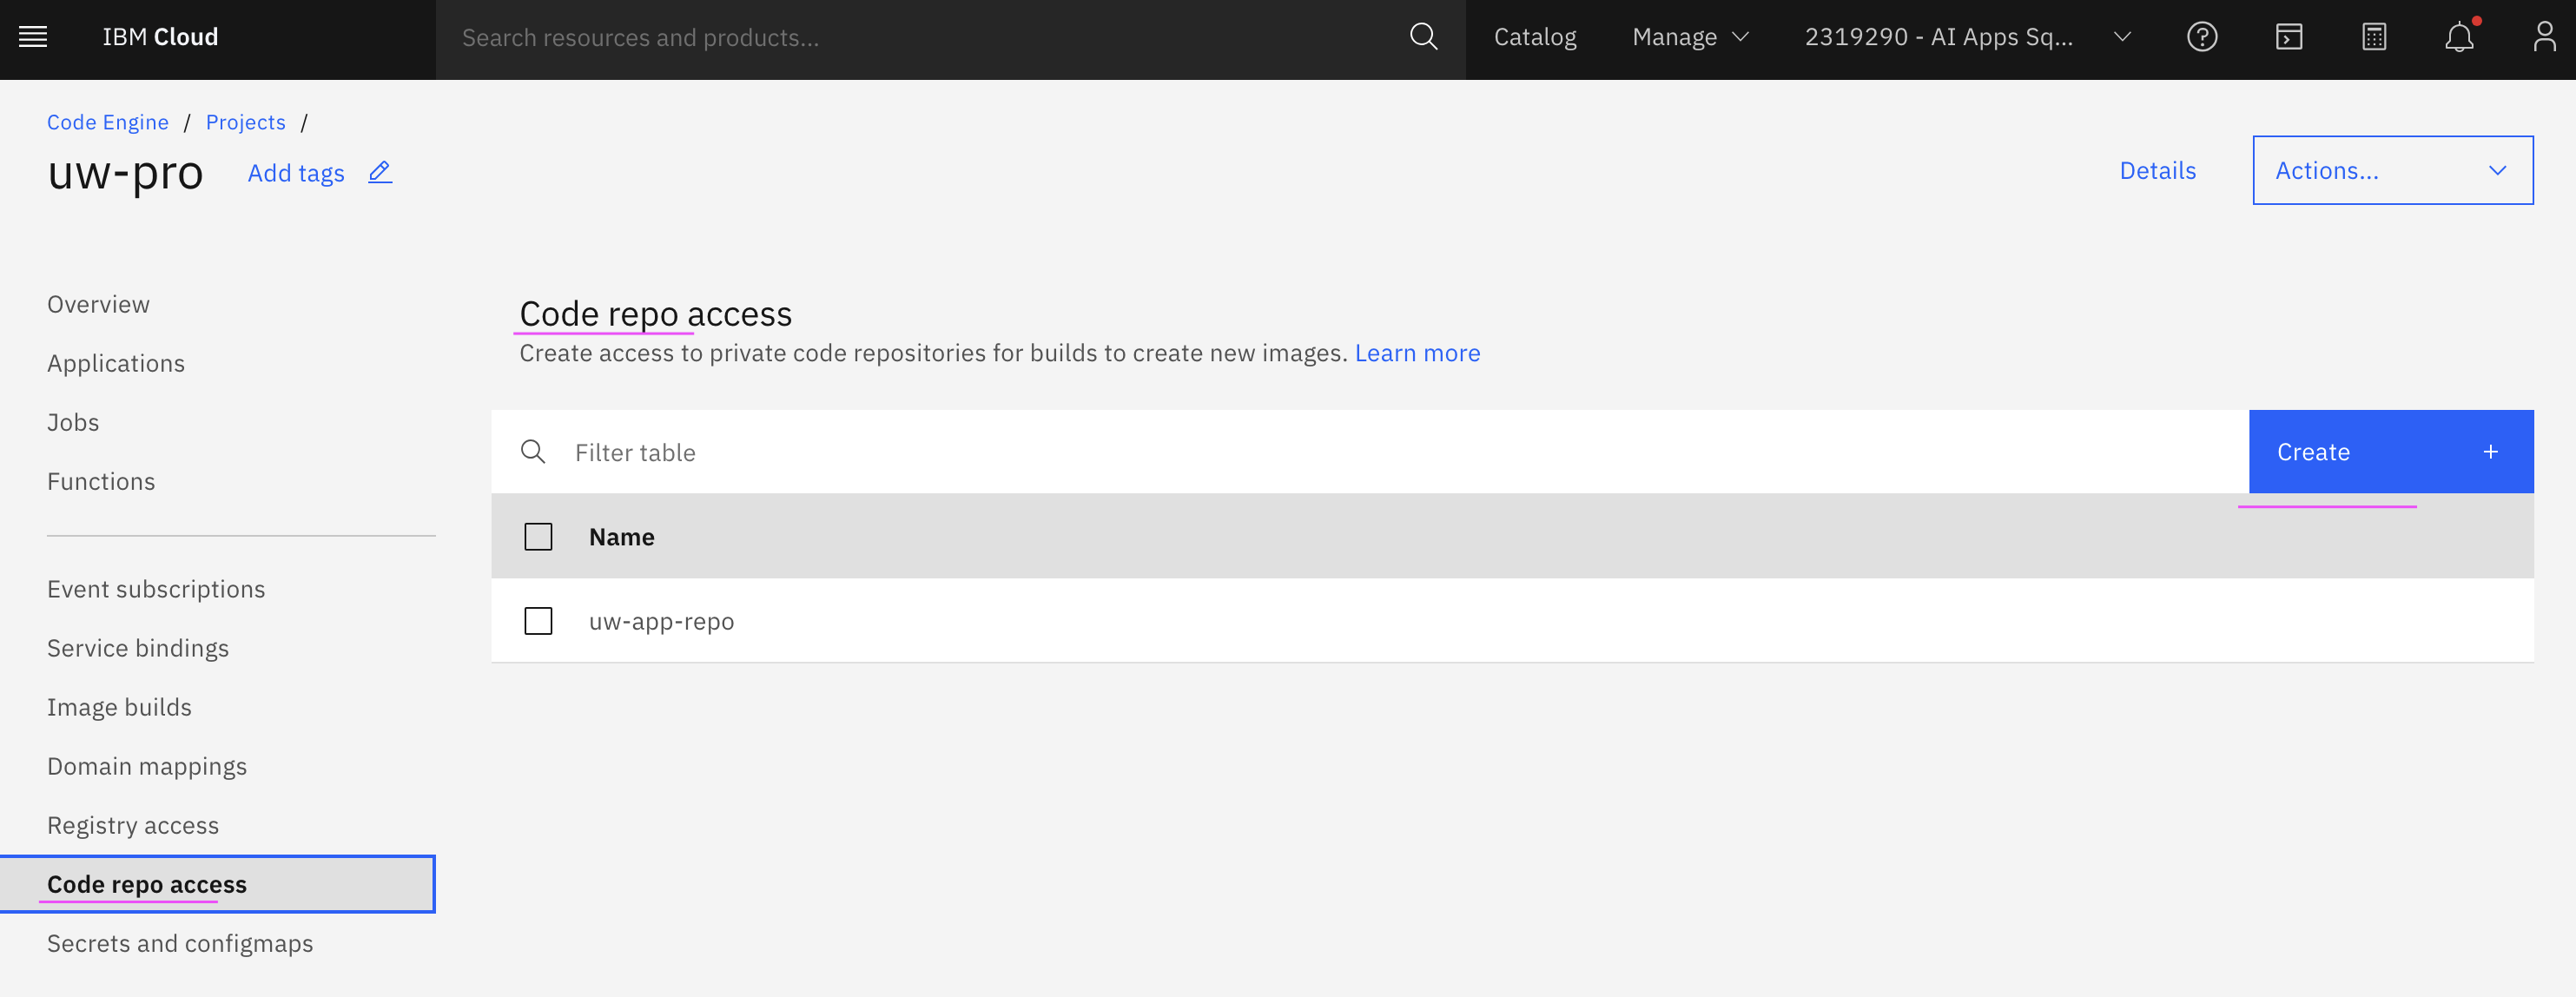 IBM Cloud
Search resources and products...
Catalog
Manage
2319290 - AI Apps Sq...
Code Engine / Projects /
uw-pro
Add tags
Details
Actions...
Overview
Applications
Jobs
Functions
Event subscriptions
Service bindings
Image builds
Domain mappings
Registry access
Code repo access
Secrets and configmaps
Code repo access
Create access to private code repositories for builds to create new images. Learn more
Filter table
Create +
Name
uw-app-repo